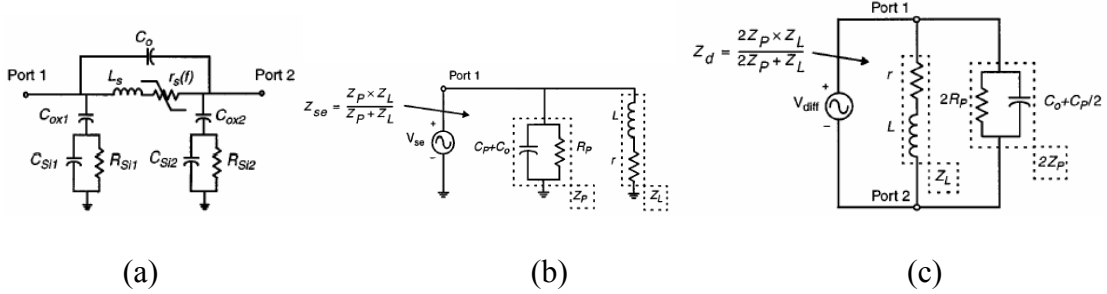 C_o
Port 1
L_s
r_s(f)
Port 2
C_ox1
C_ox2
C_Si1
R_Si1
C_Si2
R_Si2
(a)
Port 1
Z_se = Z_P × Z_L / Z_P + Z_L
+
V_se
−
C_P+C_o
R_P
L
r
Z_P
Z_L
(b)
Port 1
Z_d = 2Z_P × Z_L / 2Z_P + Z_L
r
+
V_diff
−
2R_P
C_o+C_P/2
L
Z_L
2Z_P
Port 2
(c)